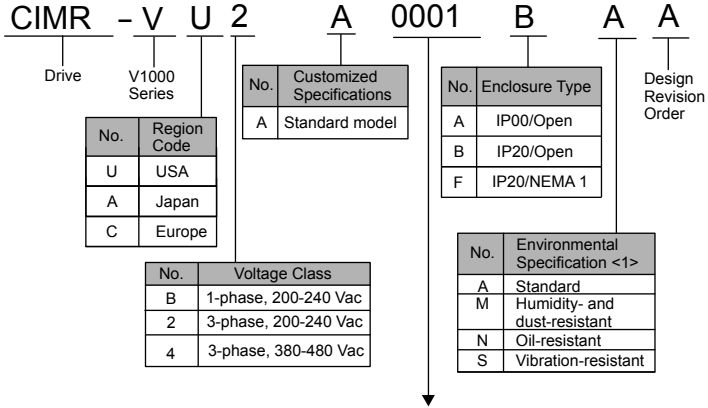 CIMR - V U 2 A 0001 B A A
Drive
V1000
Series
No. Region
Code
U USA
A Japan
C Europe
No. Voltage Class
B 1-phase, 200-240 Vac
2 3-phase, 200-240 Vac
4 3-phase, 380-480 Vac
No. Customized
Specifications
A Standard model
No. Enclosure Type
A IP00/Open
B IP20/Open
F IP20/NEMA 1
No. Environmental
Specification <1>
A Standard
M Humidity- and
dust-resistant
N Oil-resistant
S Vibration-resistant
Design
Revision
Order